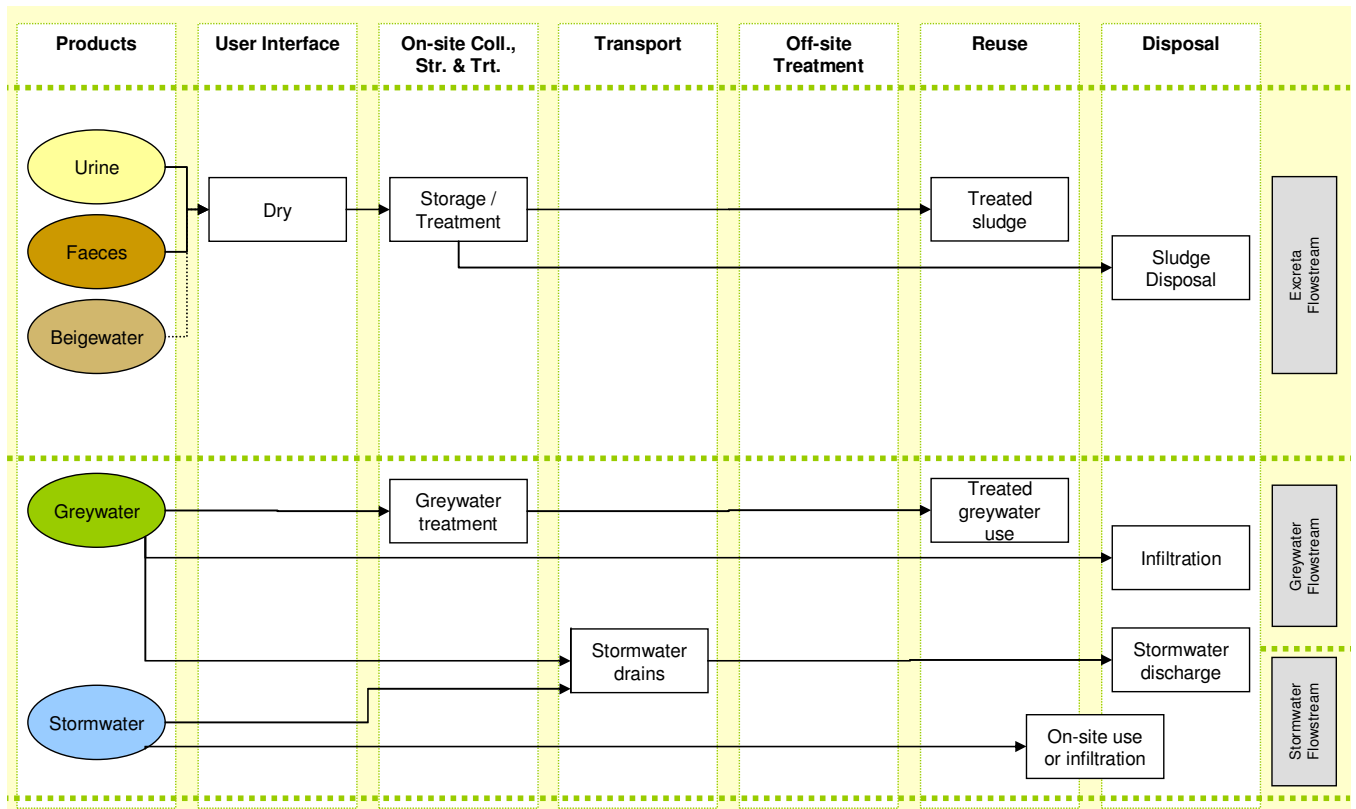 Products
User Interface
On-site Coll.,
Str. & Trt.
Transport
Off-site
Treatment
Reuse
Disposal
Urine
Faeces
Beigewater
Dry
Storage /
Treatment
Treated
sludge
Sludge
Disposal
Excreta
Flowstream
Greywater
Greywater
treatment
Treated
greywater
use
Infiltration
Greywater
Flowstream
Stormwater
drains
Stormwater
discharge
Stormwater
On-site use
or infiltration
Stormwater
Flowstream